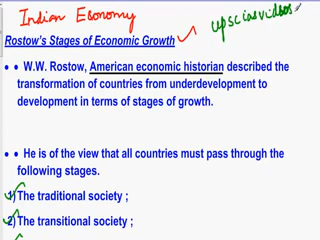 Indian Economy
upsciasvideos
Rostow's Stages of Economic Growth
• • W.W. Rostow, American economic historian described the
transformation of countries from underdevelopment to
development in terms of stages of growth.
• • He is of the view that all countries must pass through the
following stages.
1) The traditional society ;
2) The transitional society ;